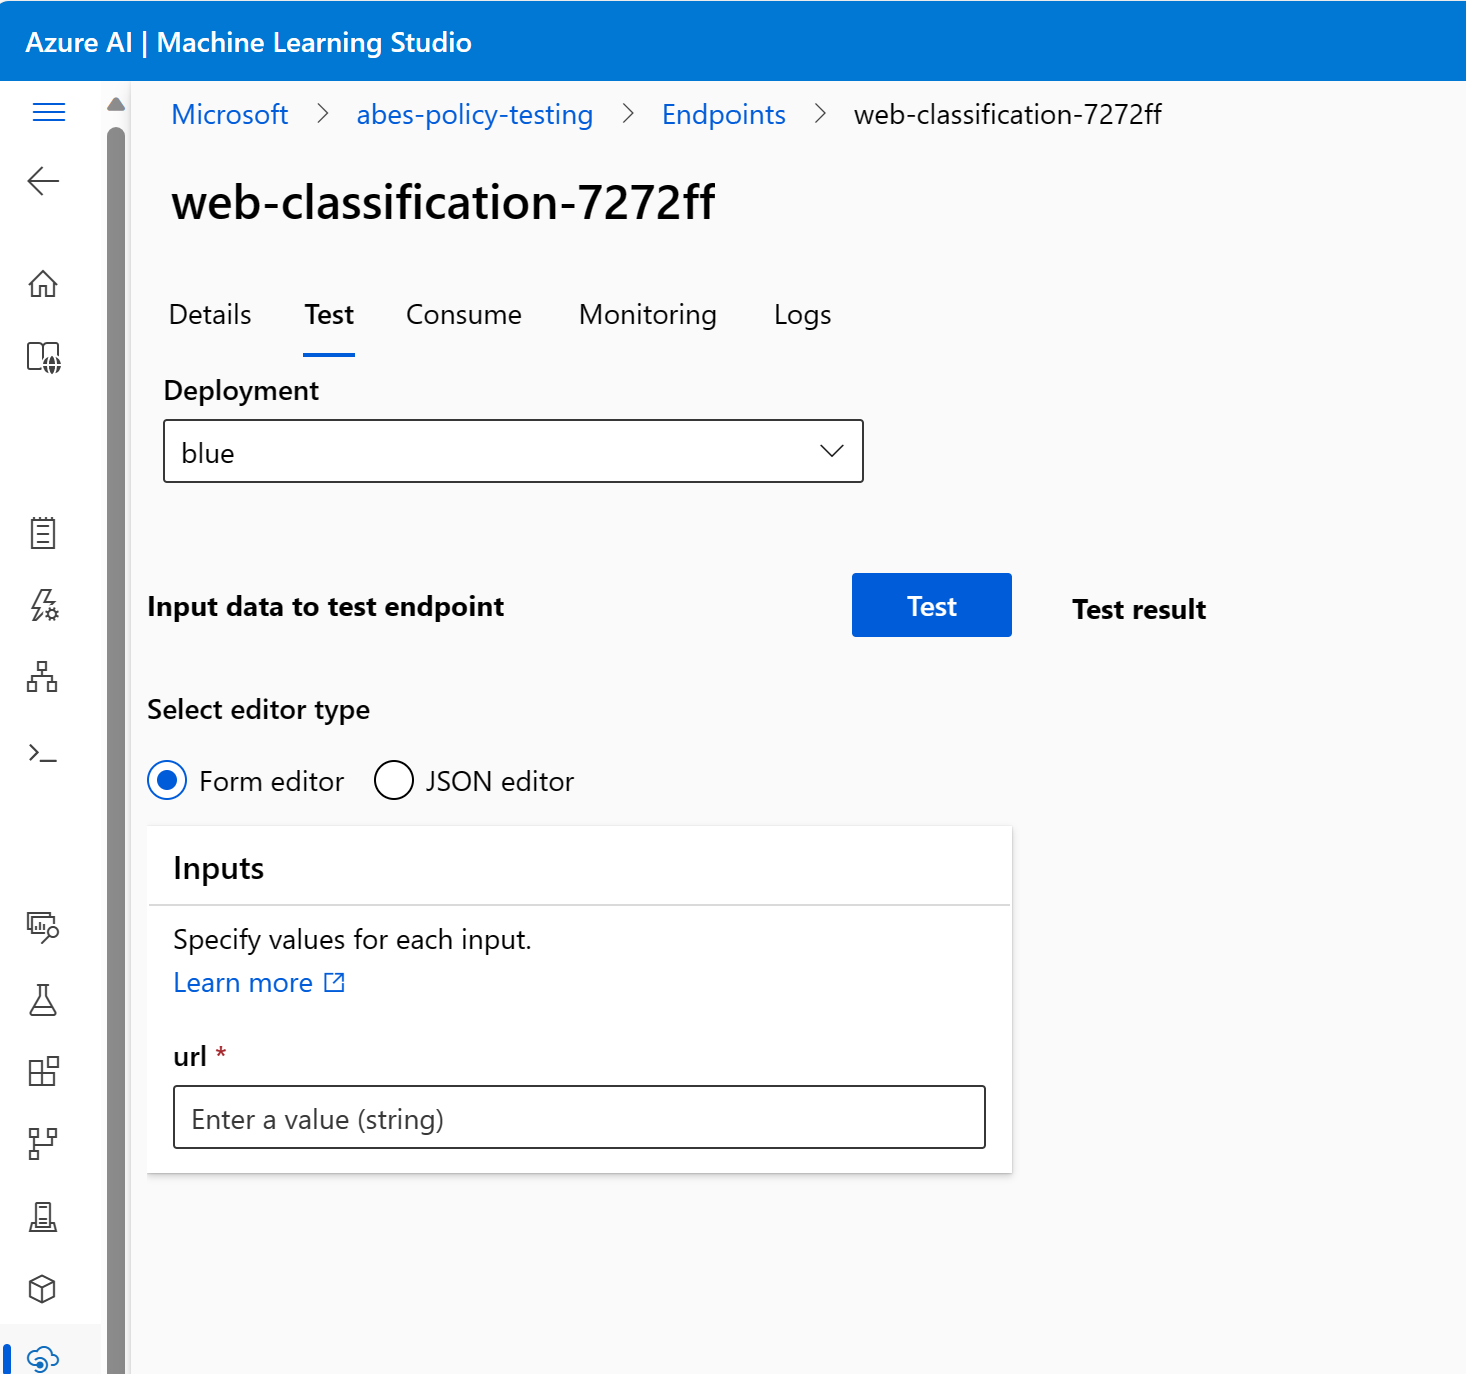 Azure AI | Machine Learning Studio
Microsoft > abes-policy-testing > Endpoints > web-classification-7272ff
web-classification-7272ff
Details Test Consume Monitoring Logs
Deployment
blue
Input data to test endpoint Test Test result
Select editor type
Form editor JSON editor
Inputs
Specify values for each input.
Learn more
url *
Enter a value (string)